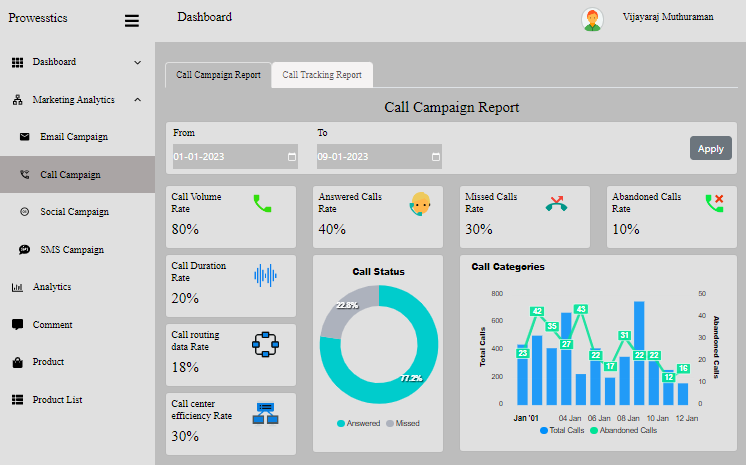 Prowesstics
Dashboard
Vijayaraj Muthuraman
Dashboard
Marketing Analytics
Email Campaign
Call Campaign
Social Campaign
SMS Campaign
Analytics
Comment
Product
Product List
Call Campaign Report
Call Tracking Report
Call Campaign Report
From
To
01-01-2023
09-01-2023
Apply
Call Volume
Rate
80%
Answered Calls
Rate
40%
Missed Calls
Rate
30%
Abandoned Calls
Rate
10%
Call Duration
Rate
20%
Call routing
data Rate
18%
Call center
efficiency Rate
30%
Call Status
22.8%
77.2%
Answered Missed
Call Categories
Total Calls
800
600
400
200
0
23
42
35
27
43
22
17
31
22
22
12
16
50
40
30
20
10
0
Abandoned Calls
Jan '01 04 Jan 06 Jan 08 Jan 10 Jan 12 Jan
Total Calls Abandoned Calls